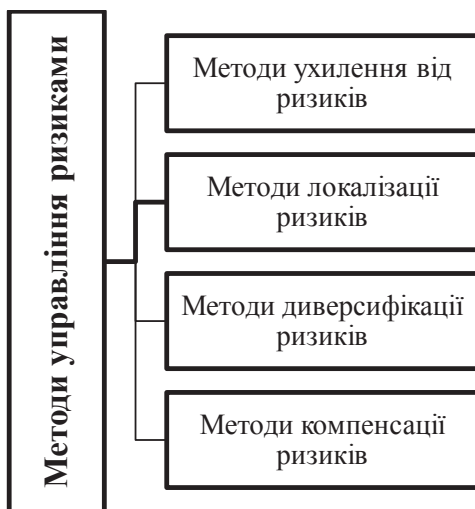 Методи управління ризиками
Методи ухилення від
ризиків
Методи локалізації
ризиків
Методи диверсифікації
ризиків
Методи компенсації
ризиків